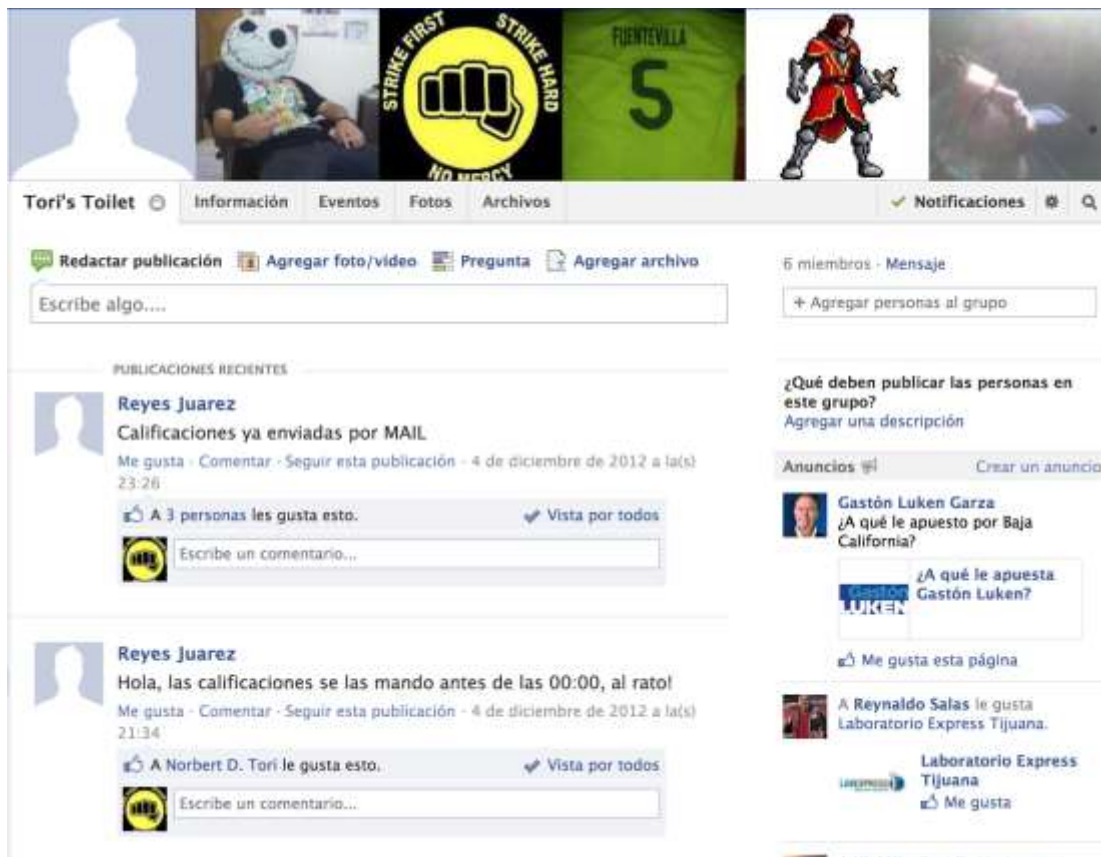 STRIKE FIRST
STRIKE HARD
NO MERCY
FUENTEVILLA
5
Tori's Toilet
Información
Eventos
Fotos
Archivos
Notificaciones
Redactar publicación
Agregar foto/video
Pregunta
Agregar archivo
Escribe algo....
PUBLICACIONES RECIENTES
Reyes Juarez
Calificaciones ya enviadas por MAIL
Me gusta · Comentar · Seguir esta publicación · 4 de diciembre de 2012 a la(s)
23:26
A 3 personas les gusta esto.
Vista por todos
Escribe un comentario...
Reyes Juarez
Hola, las calificaciones se las mando antes de las 00:00, al rato!
Me gusta · Comentar · Seguir esta publicación · 4 de diciembre de 2012 a la(s)
21:34
A Norbert D. Tori le gusta esto.
Vista por todos
Escribe un comentario...
6 miembros · Mensaje
+ Agregar personas al grupo
¿Qué deben publicar las personas en
este grupo?
Agregar una descripción
Anuncios
Crear un anuncio
Gastón Luken Garza
¿A qué le apuesto por Baja
California?
Gastón
LUKEN
¿A qué le apuesta
Gastón Luken?
Me gusta esta página
A Reynaldo Salas le gusta
Laboratorio Express Tijuana.
Laboratorio Express
Tijuana
Me gusta